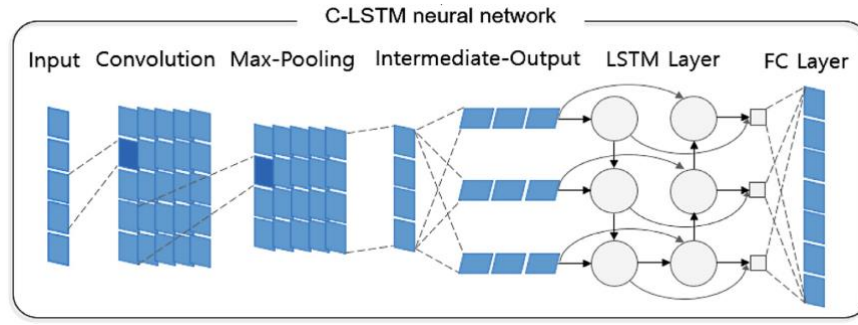 C-LSTM neural network
Input Convolution Max-Pooling Intermediate-Output LSTM Layer FC Layer